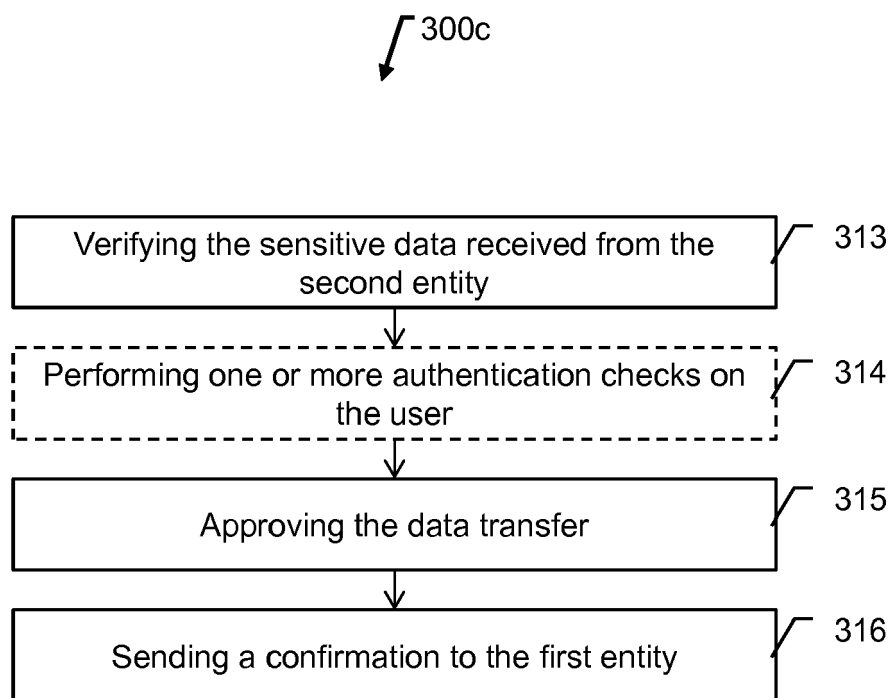 300c
Verifying the sensitive data received from the
second entity
313
Performing one or more authentication checks on
the user
314
Approving the data transfer
315
Sending a confirmation to the first entity
316